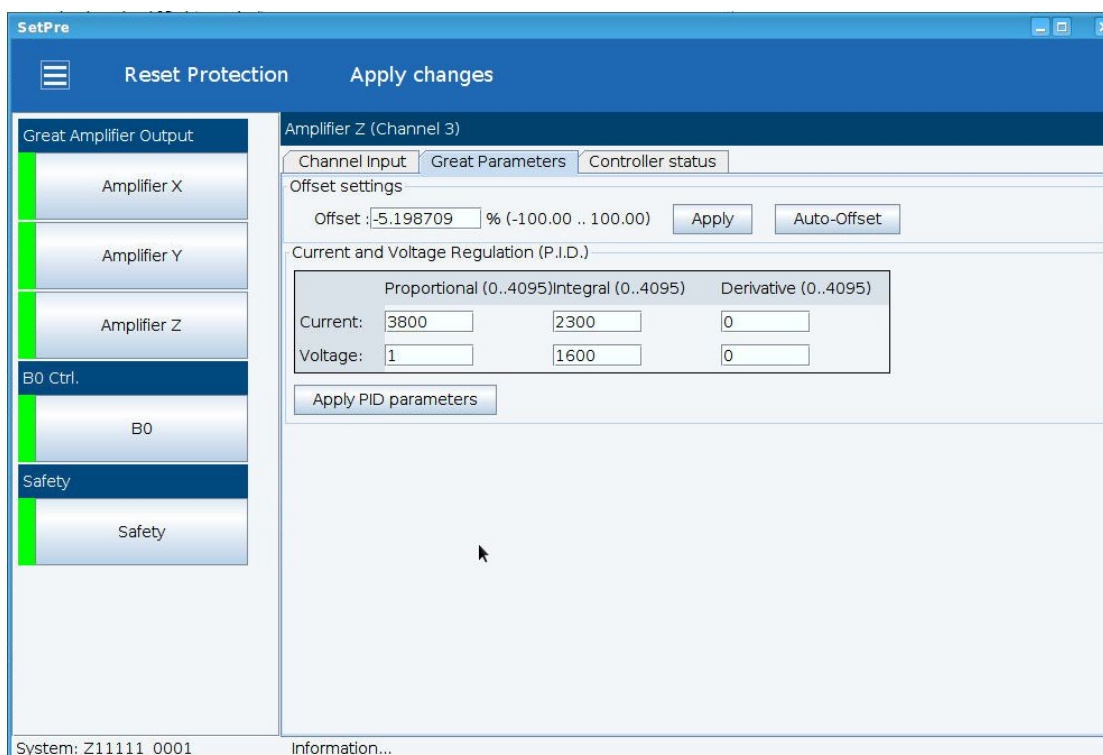 SetPre
Reset Protection Apply changes
Great Amplifier Output
Amplifier X
Amplifier Y
Amplifier Z
B0 Ctrl.
B0
Safety
Safety
Amplifier Z (Channel 3)
Channel Input Great Parameters Controller status
Offset settings
Offset : -5.198709 % (-100.00 .. 100.00) Apply Auto-Offset
Current and Voltage Regulation (P.I.D.)
Proportional (0..4095) Integral (0..4095) Derivative (0..4095)
Current: 3800 2300 0
Voltage: 1 1600 0
Apply PID parameters
System: Z11111_0001 Information...